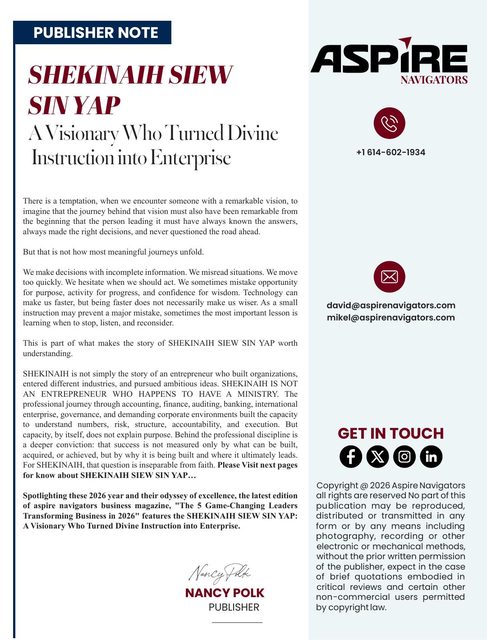 PUBLISHER NOTE
SHEKINAIH SIEW
SIN YAP
A Visionary Who Turned Divine
Instruction into Enterprise
There is a temptation, when we encounter someone with a remarkable vision, to
imagine that the journey behind that vision must also have been remarkable from
the beginning that the person leading it must have always known the answers,
always made the right decisions, and never questioned the road ahead.
But that is not how most meaningful journeys unfold.
We make decisions with incomplete information. We misread situations. We move
too quickly. We hesitate when we should act. We sometimes mistake opportunity
for purpose, activity for progress, and confidence for wisdom. Technology can
make us faster, but being faster does not necessarily make us wiser. As a small
instruction may prevent a major mistake, sometimes the most important lesson is
learning when to stop, listen, and reconsider.
This is part of what makes the story of SHEKINAIH SIEW SIN YAP worth
understanding.
SHEKINAIH is not simply the story of an entrepreneur who built organizations,
entered different industries, and pursued ambitious ideas. SHEKINAIH IS NOT
AN ENTREPRENEUR WHO HAPPENS TO HAVE A MINISTRY. The
professional journey through accounting, finance, auditing, banking, international
enterprise, governance, and demanding corporate environments built the capacity
to understand numbers, risk, structure, accountability, and execution. But
capacity, by itself, does not explain purpose. Behind the professional discipline is
a deeper conviction: that success is not measured only by what can be built,
acquired, or achieved, but by why it is being built and where it ultimately leads.
For SHEKINAIH, that question is inseparable from faith. Please Visit next pages
for know about SHEKINAIH SIEW SIN YAP…
Spotlighting these 2026 year and their odyssey of excellence, the latest edition
of aspire navigators business magazine, "The 5 Game-Changing Leaders
Transforming Business in 2026" features the SHEKINAIH SIEW SIN YAP:
A Visionary Who Turned Divine Instruction into Enterprise.
Nancy Polk
NANCY POLK
PUBLISHER
ASPIRE
NAVIGATORS
+1 614-602-1934
david@aspirenavigators.com
mikel@aspirenavigators.com
GET IN TOUCH
Copyright @ 2026 Aspire Navigators
all rights are reserved No part of this
publication may be reproduced,
distributed or transmitted in any
form or by any means including
photography, recording or other
electronic or mechanical methods,
without the prior written permission
of the publisher, expect in the case
of brief quotations embodied in
critical reviews and certain other
non-commercial users permitted
by copyright law.